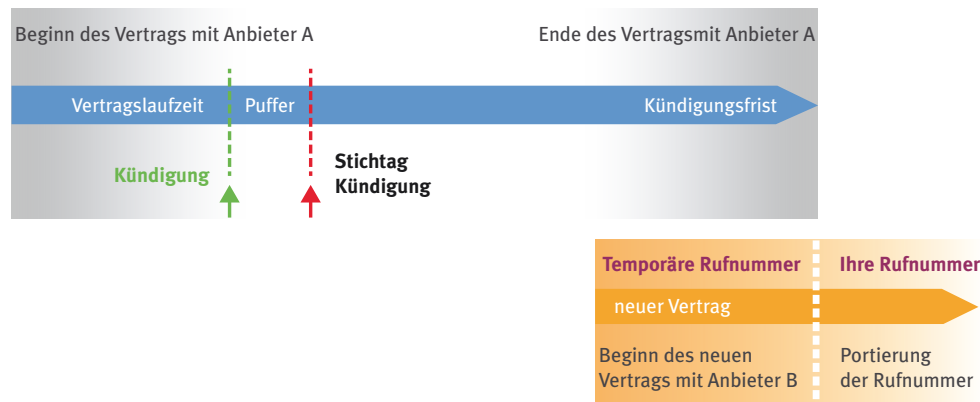 Beginn des Vertrags mit Anbieter A
Ende des Vertragsmit Anbieter A
Vertragslaufzeit
Puffer
Kündigungsfrist
Kündigung
Stichtag
Kündigung
Temporäre Rufnummer
Ihre Rufnummer
neuer Vertrag
Beginn des neuen
Vertrags mit Anbieter B
Portierung
der Rufnummer